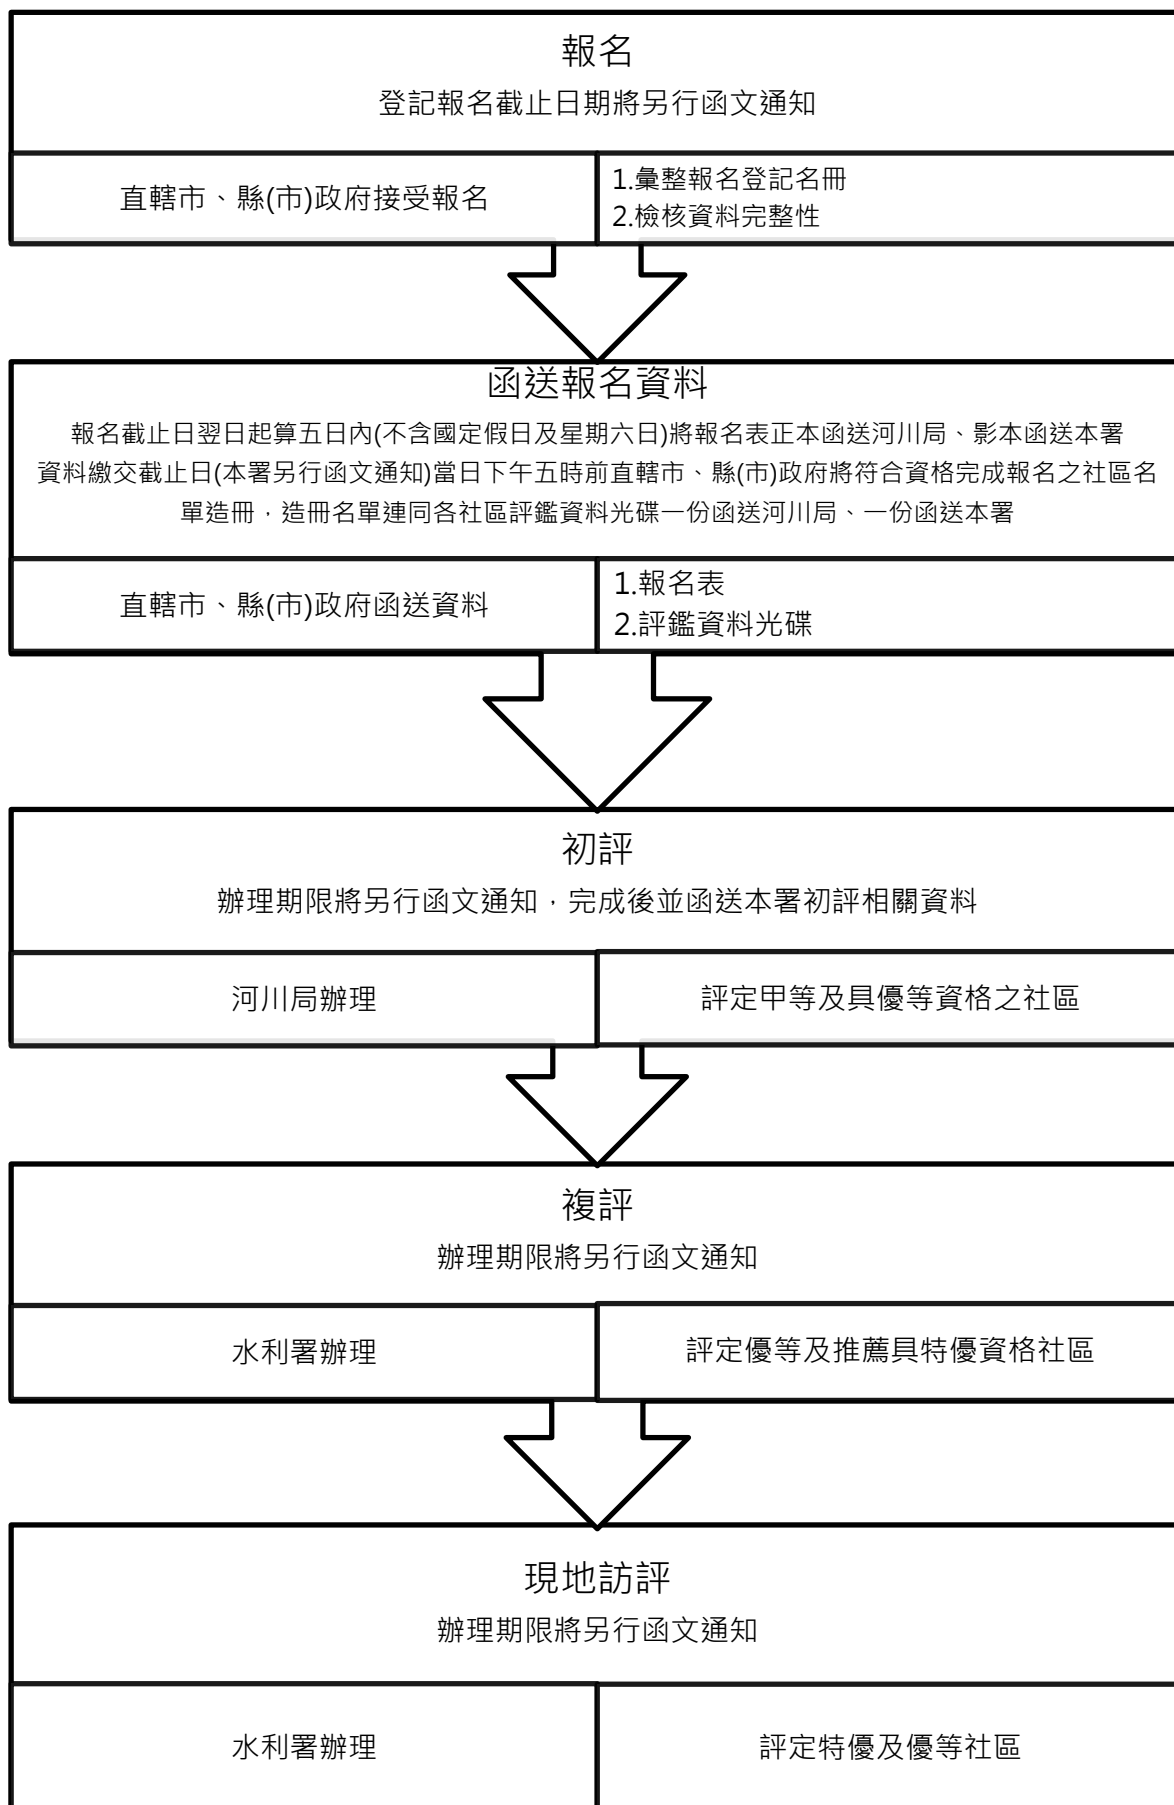 報名
登記報名截止日期將另行函文通知
直轄市、縣(市)政府接受報名
1.彙整報名登記名冊
2.檢核資料完整性
函送報名資料
報名截止日翌日起算五日內(不含國定假日及星期六日)將報名表正本函送河川局、影本函送本署
資料繳交截止日(本署另行函文通知)當日下午五時前直轄市、縣(市)政府將符合資格完成報名之社區名
單造冊，造冊名單連同各社區評鑑資料光碟一份函送河川局、一份函送本署
直轄市、縣(市)政府函送資料
1.報名表
2.評鑑資料光碟
初評
辦理期限將另行函文通知，完成後並函送本署初評相關資料
河川局辦理
評定甲等及具優等資格之社區
複評
辦理期限將另行函文通知
水利署辦理
評定優等及推薦具特優資格社區
現地訪評
辦理期限將另行函文通知
水利署辦理
評定特優及優等社區